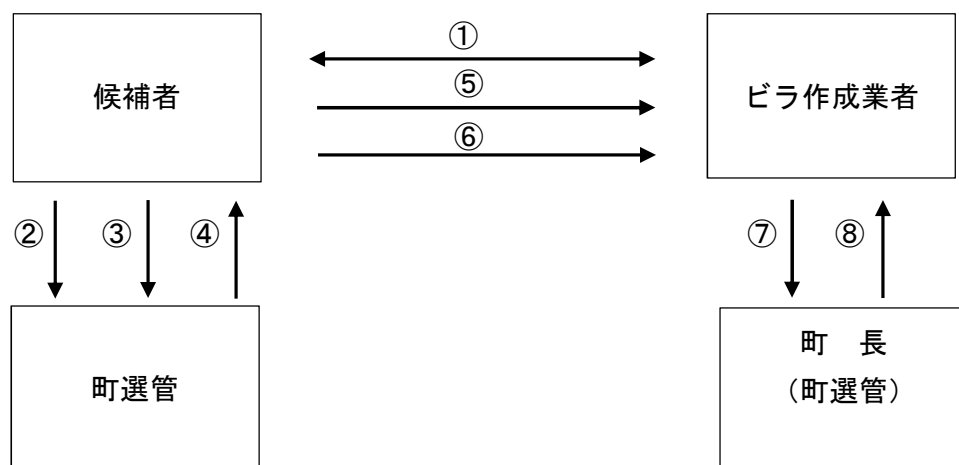 ①
候補者
ビラ作成業者
⑤
⑥
②
③
④
⑦
⑧
町選管
町　長
（町選管）